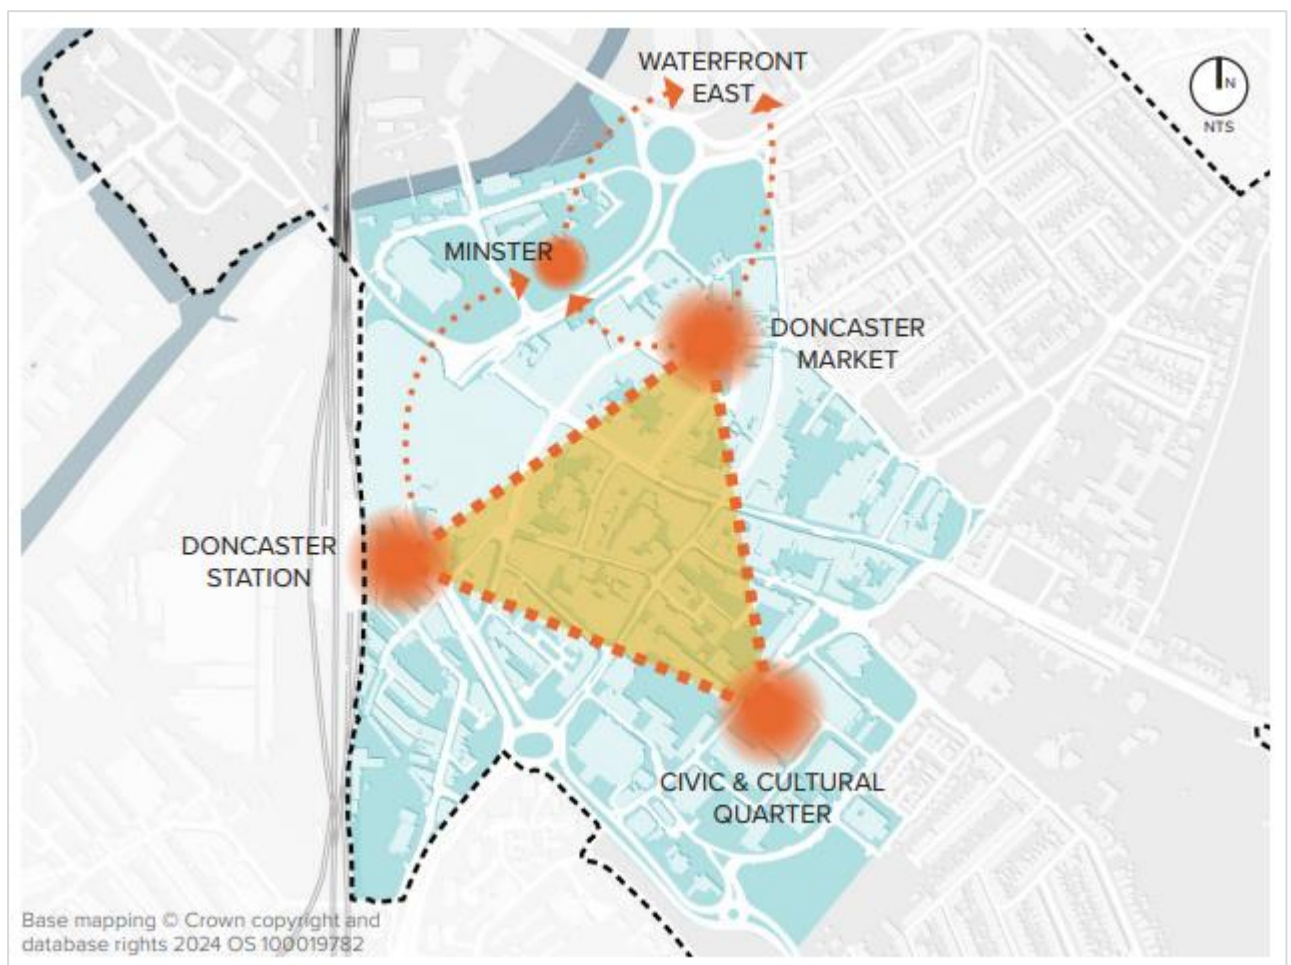 WATERFRONT
EAST
N
NTS
MINSTER
DONCASTER
MARKET
DONCASTER
STATION
CIVIC & CULTURAL
QUARTER
Base mapping © Crown copyright and
database rights 2024 OS 100019782